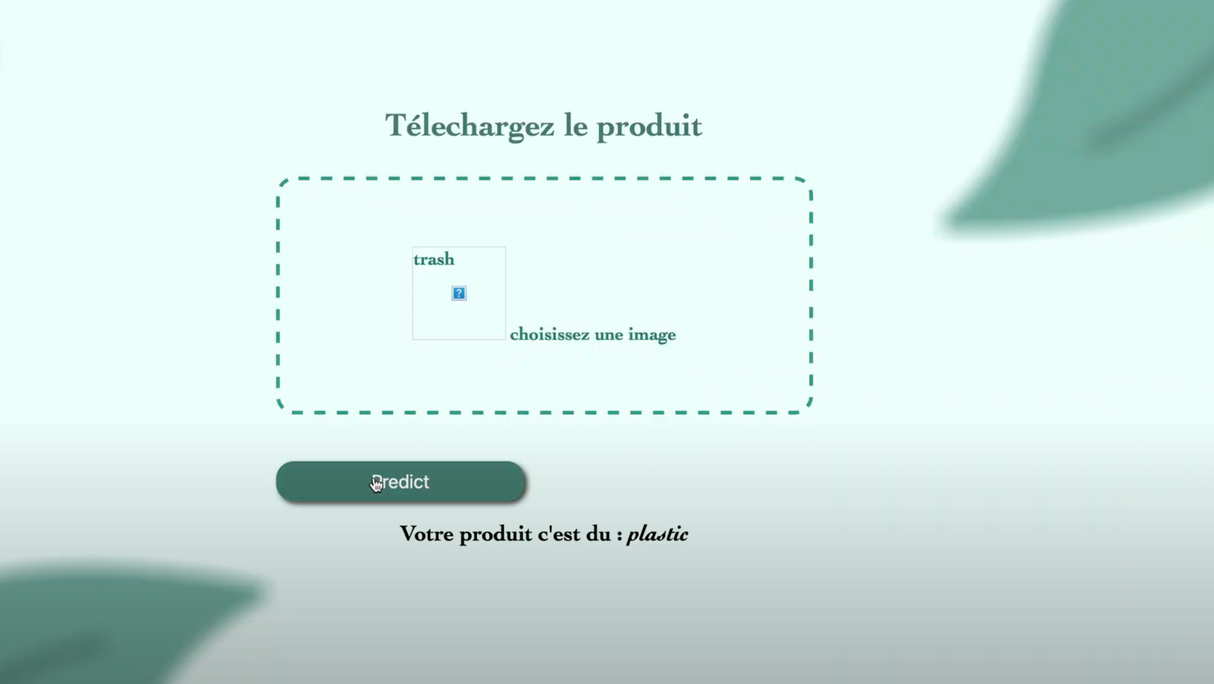 Télechargez le produit
trash
choisissez une image
Predict
Votre produit c'est du : plastic